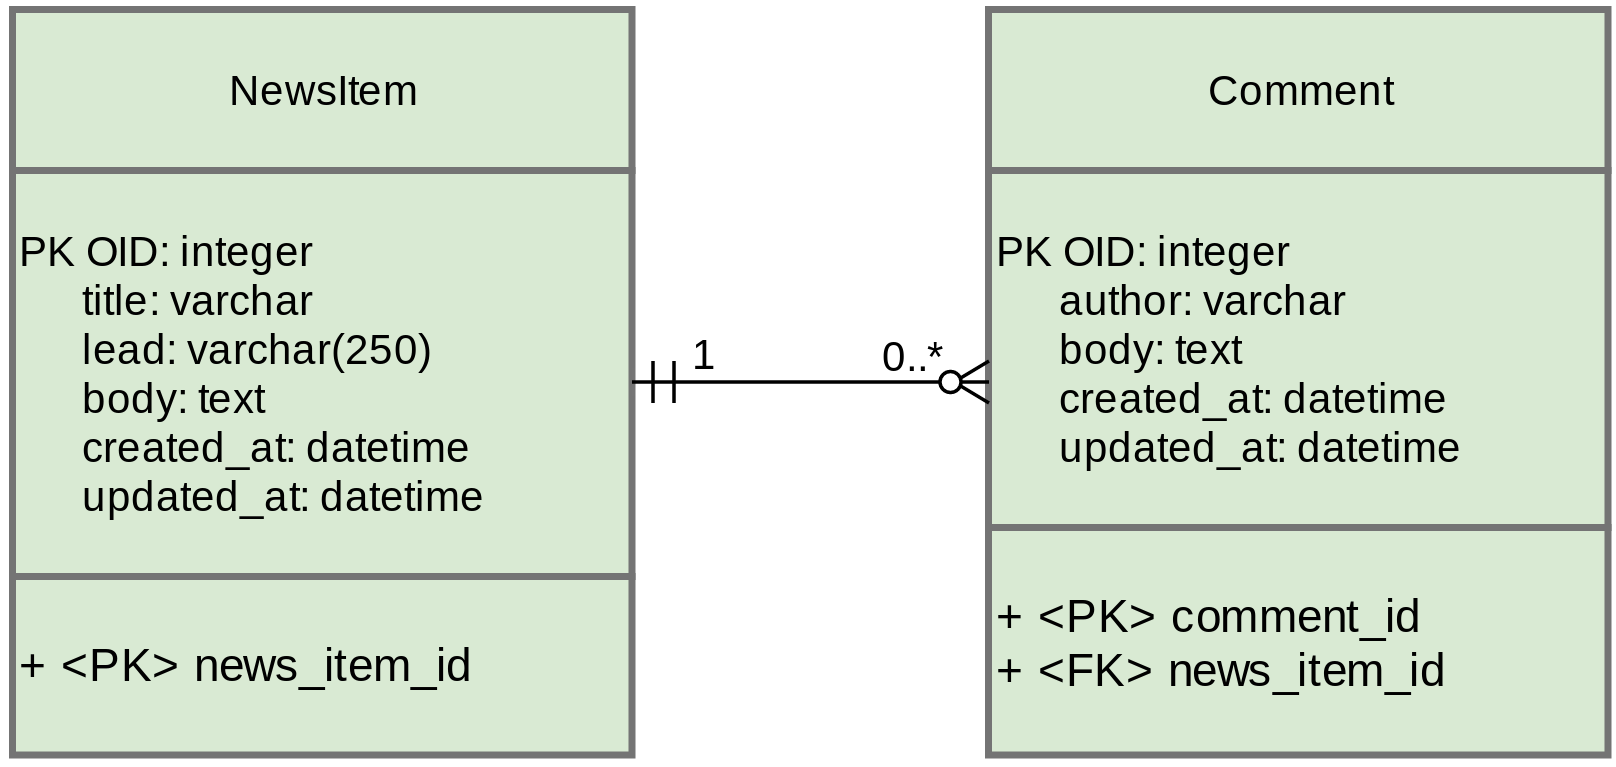 NewsItem
PK OID: integer
title: varchar
lead: varchar(250)
body: text
created_at: datetime
updated_at: datetime
+ <PK> news_item_id
1
0..*
Comment
PK OID: integer
author: varchar
body: text
created_at: datetime
updated_at: datetime
+ <PK> comment_id
+ <FK> news_item_id